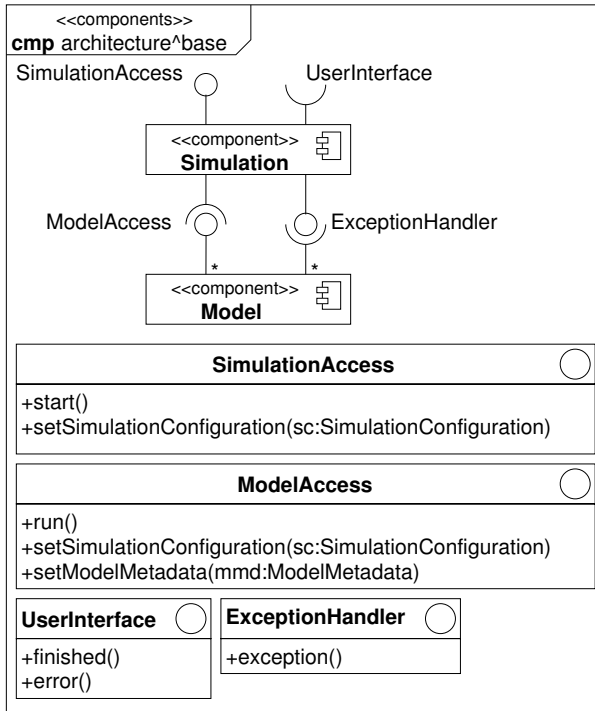 <<components>>
cmp architecture^base
SimulationAccess UserInterface
<<component>>
Simulation
ModelAccess ExceptionHandler
* *
<<component>>
Model
SimulationAccess
+start()
+setSimulationConfiguration(sc:SimulationConfiguration)
ModelAccess
+run()
+setSimulationConfiguration(sc:SimulationConfiguration)
+setModelMetadata(mmd:ModelMetadata)
UserInterface
+finished()
+error()
ExceptionHandler
+exception()